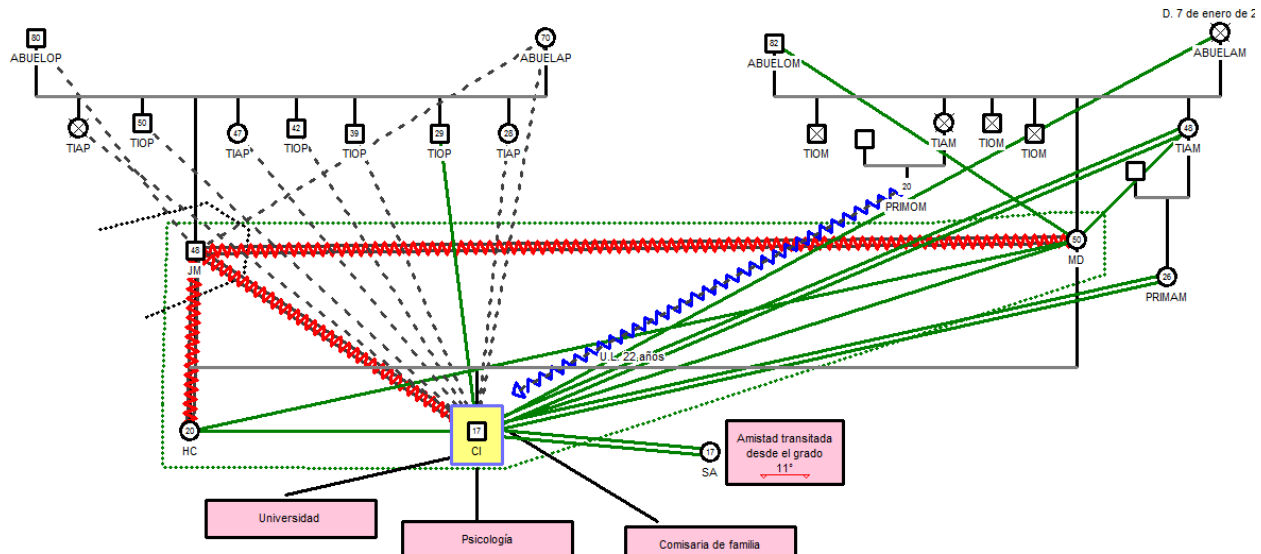 D. 7 de enero de 2
80
ABUELOP
70
ABUELAP
82
ABUELOM
ABUELAM
TIAP
50
TIOP
47
TIAP
42
TIOP
39
TIOP
29
TIOP
28
TIAP
TIOM
TIAM
TIOM
TIOM
48
TIAM
20
PRIMOM
48
JM
50
MD
26
PRIMAM
U.L. 22 años
20
HC
17
CI
17
SA
Amistad transitada
desde el grado
11°
Universidad
Psicología
Comisaria de familia